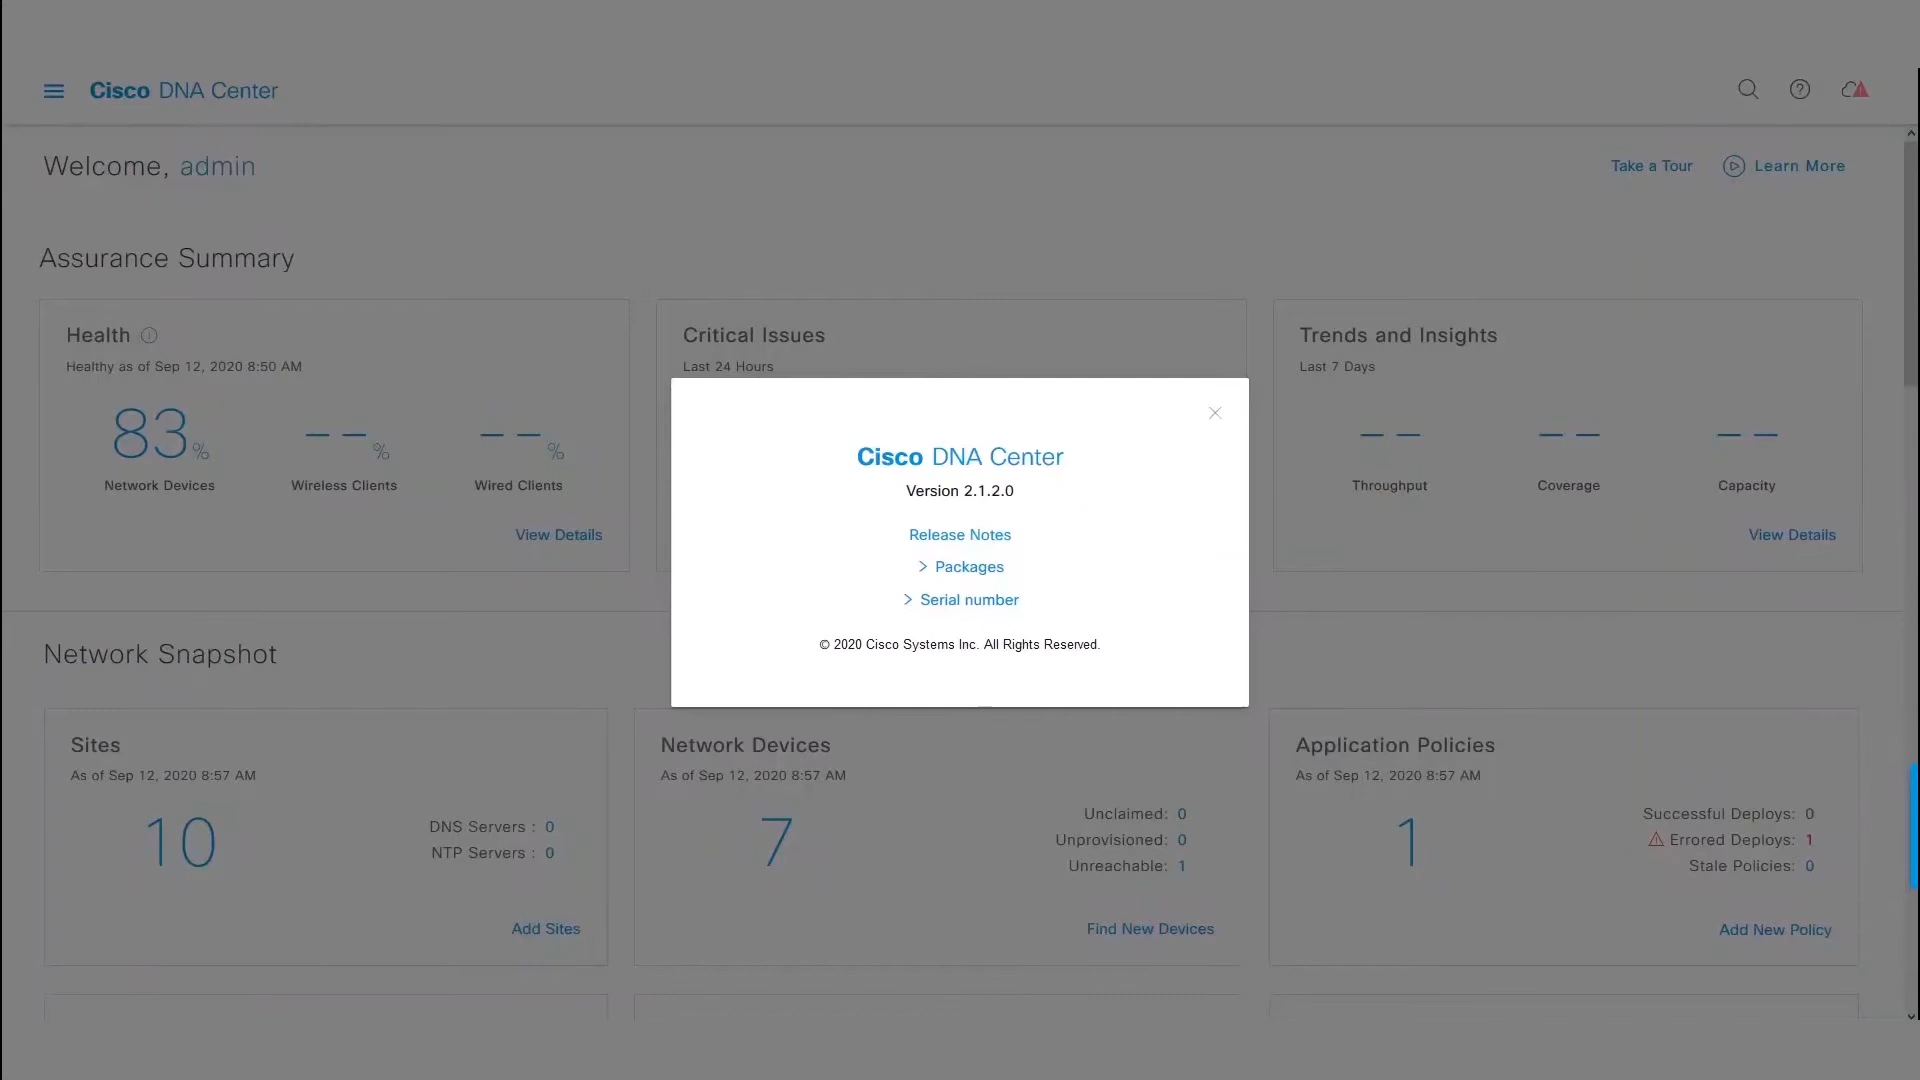 Cisco DNA Center
Welcome, admin
Take a Tour
Learn More
Assurance Summary
Health
Healthy as of Sep 12, 2020 8:50 AM
83%
Network Devices
– –%
Wireless Clients
– –%
Wired Clients
View Details
Critical Issues
Last 24 Hours
Trends and Insights
Last 7 Days
– –
Throughput
– –
Coverage
– –
Capacity
View Details
Cisco DNA Center
Version 2.1.2.0
Release Notes
> Packages
> Serial number
© 2020 Cisco Systems Inc. All Rights Reserved.
Network Snapshot
Sites
As of Sep 12, 2020 8:57 AM
10
DNS Servers : 0
NTP Servers : 0
Add Sites
Network Devices
As of Sep 12, 2020 8:57 AM
7
Unclaimed: 0
Unprovisioned: 0
Unreachable: 1
Find New Devices
Application Policies
As of Sep 12, 2020 8:57 AM
1
Successful Deploys: 0
Errored Deploys: 1
Stale Policies: 0
Add New Policy